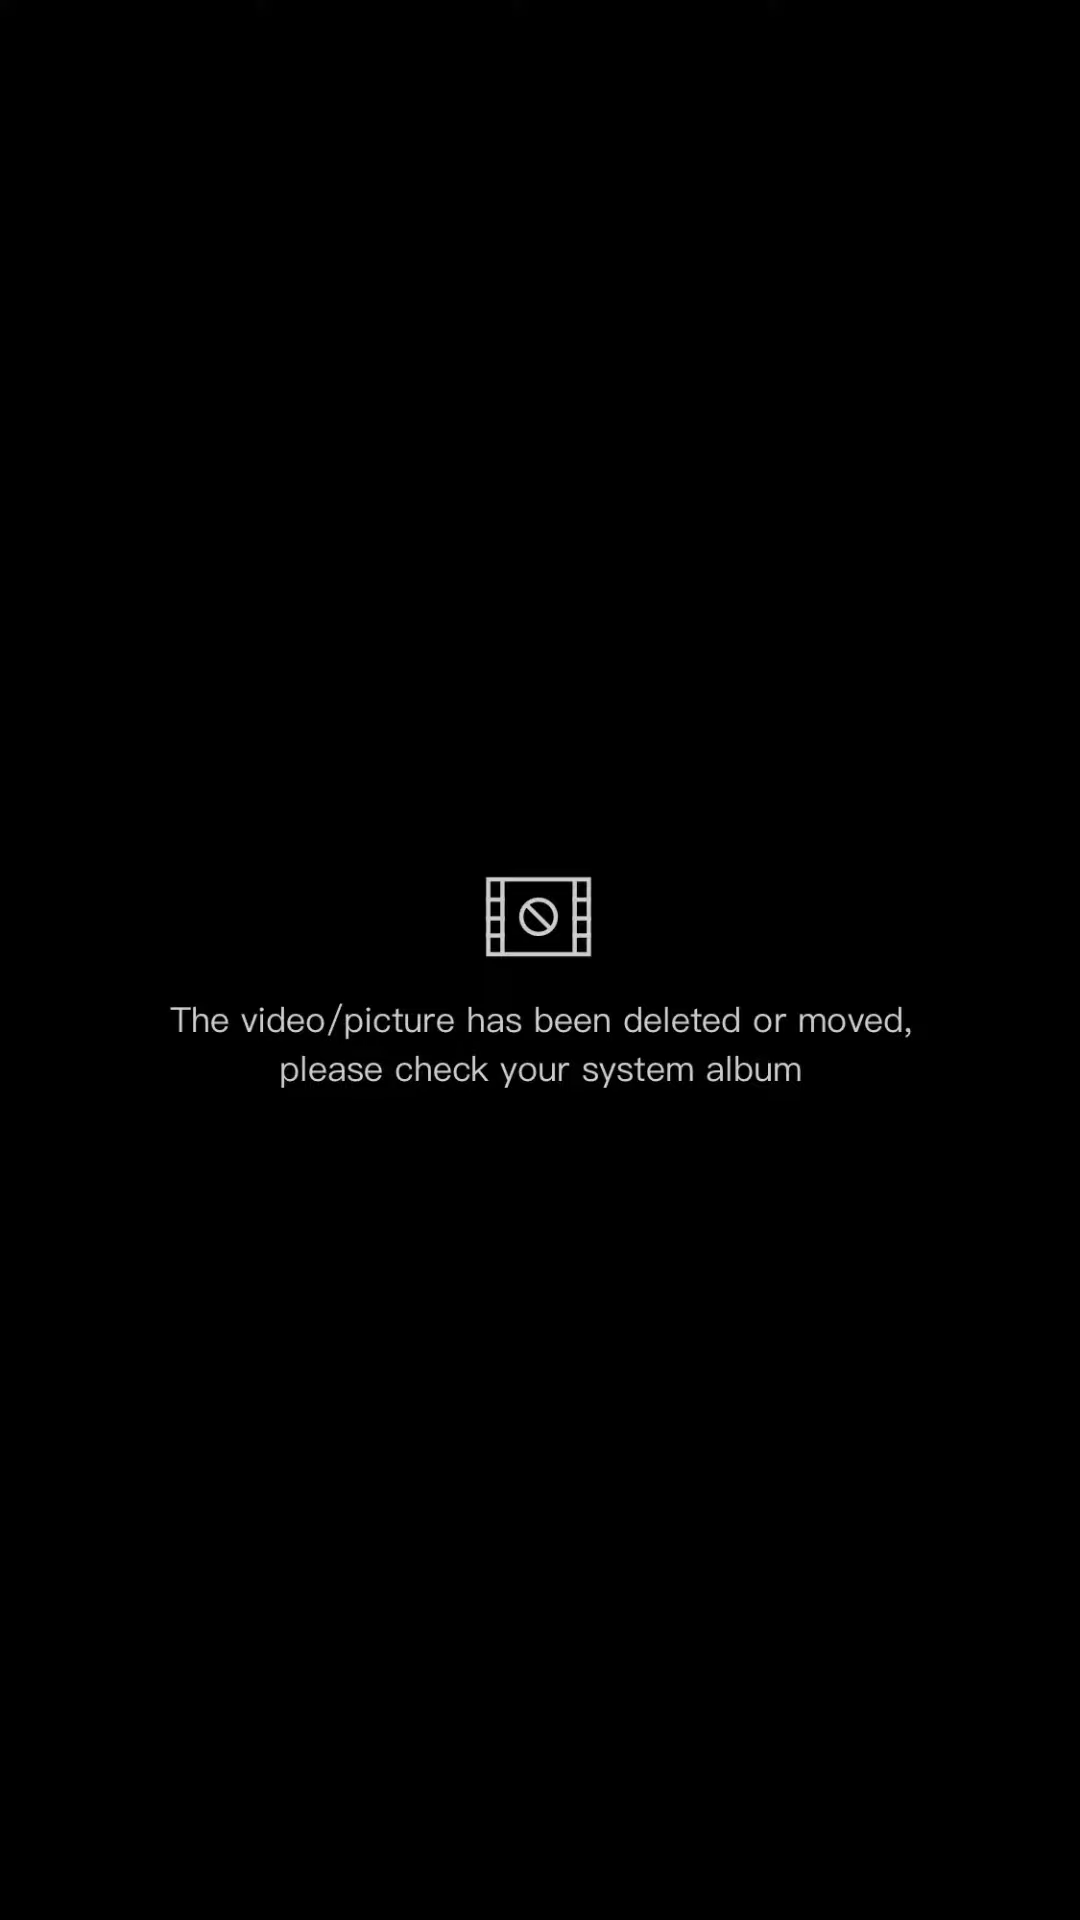 The video/picture has been deleted or moved,
please check your system album